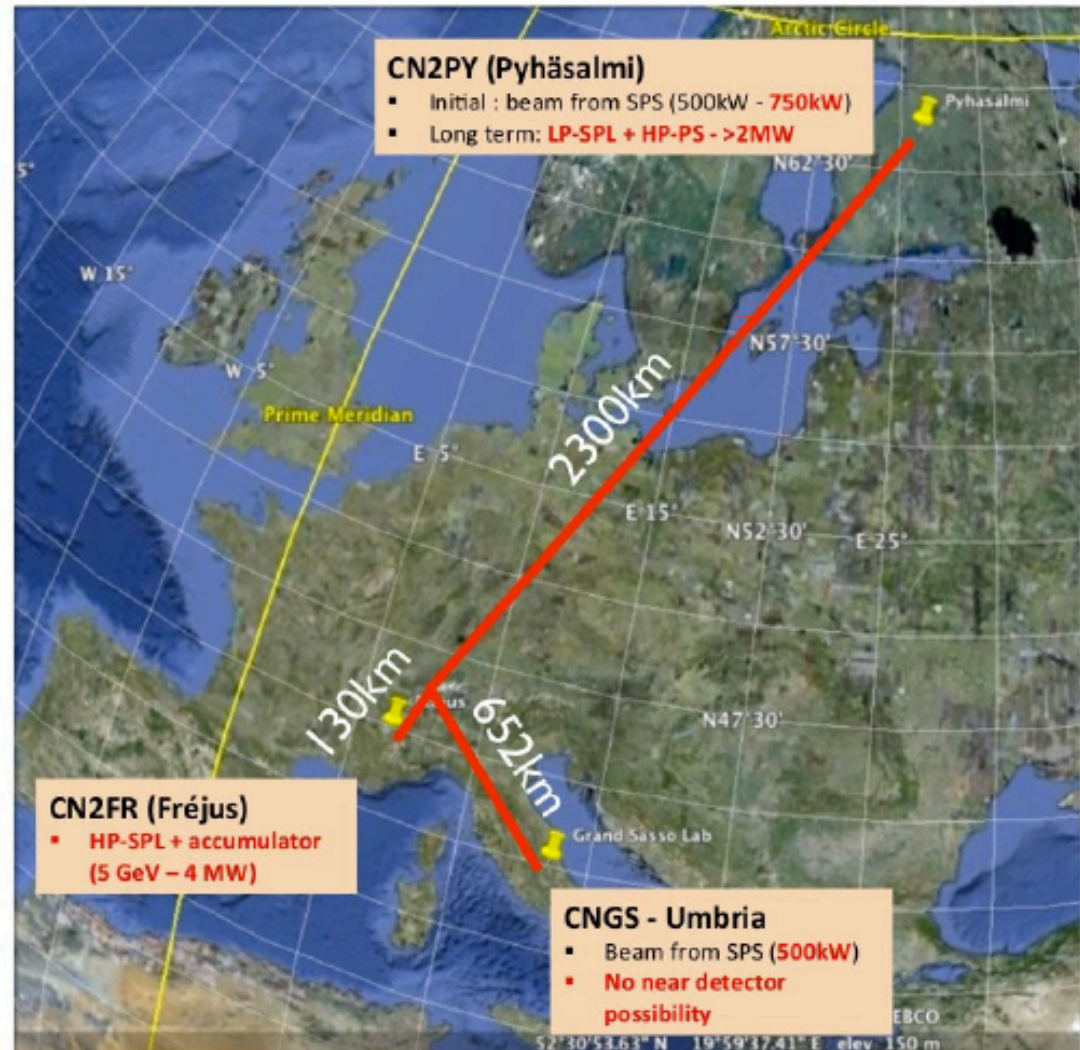 Arctic Circle
CN2PY (Pyhäsalmi)
▪ Initial : beam from SPS (500kW - 750kW)
▪ Long term: LP-SPL + HP-PS - >2MW
Pyhasalmi
N62°30'
5°
W 15°
N57°30'
W 5°
Prime Meridian
2300km
E 5°
E 15°
N52°30'
E 25°
130km
N47°30'
652km
CN2FR (Fréjus)
▪ HP-SPL + accumulator
(5 GeV – 4 MW)
Grand Sasso Lab
CNGS - Umbria
▪ Beam from SPS (500kW)
▪ No near detector
possibility
EBCO
52°30'53.63" N 19°59'37.41" E elev 150 m